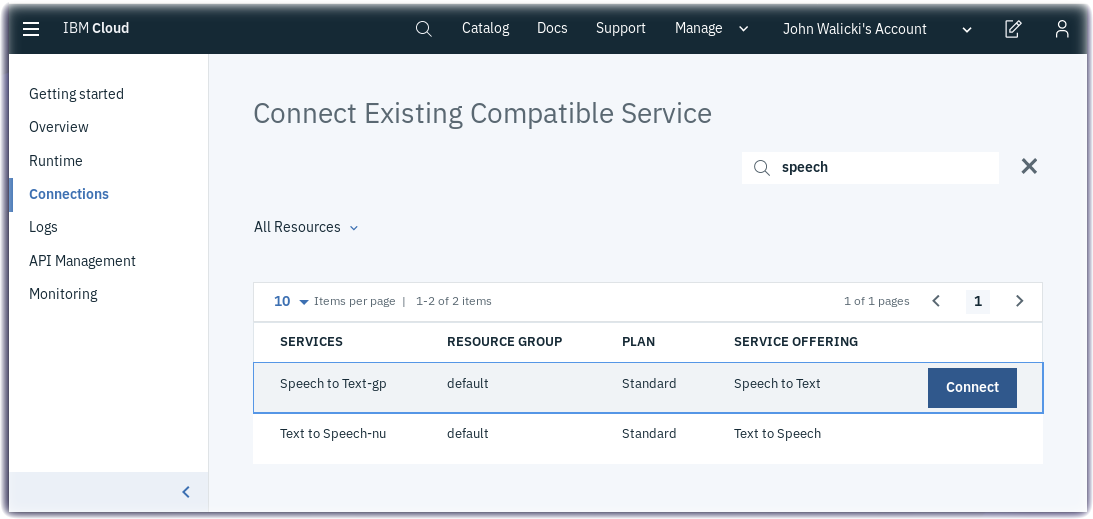 IBM Cloud
Catalog Docs Support Manage John Walicki's Account
Getting started
Overview
Runtime
Connections
Logs
API Management
Monitoring
Connect Existing Compatible Service
speech
All Resources
10 Items per page | 1-2 of 2 items 1 of 1 pages 1
SERVICES RESOURCE GROUP PLAN SERVICE OFFERING
Speech to Text-gp default Standard Speech to Text Connect
Text to Speech-nu default Standard Text to Speech